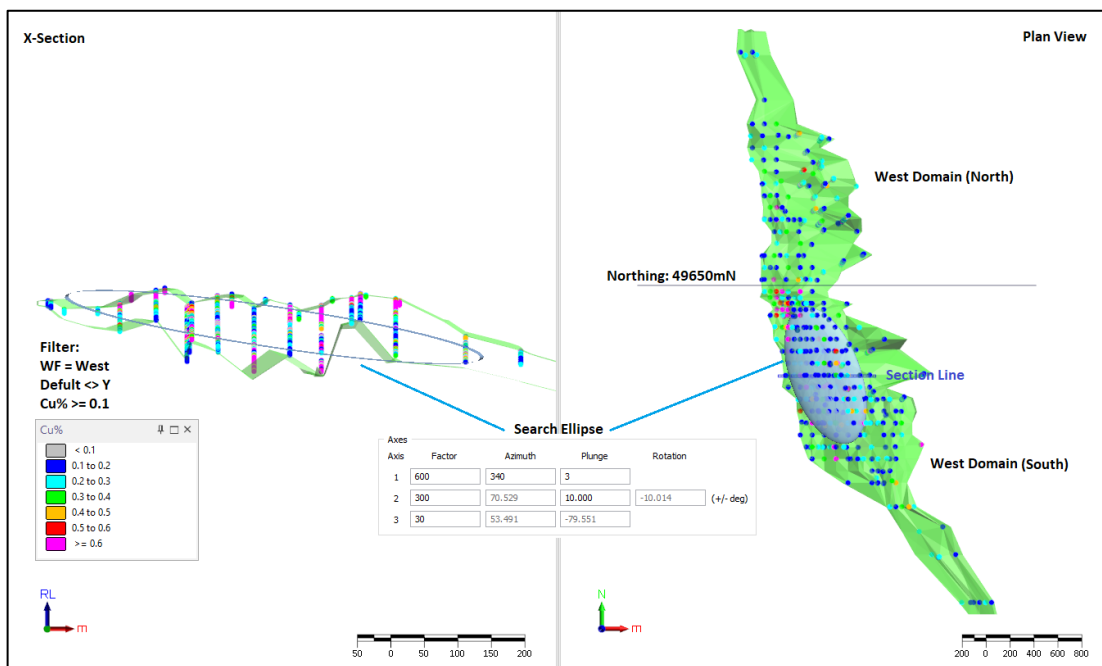 X-Section
Plan View
West Domain (North)
Northing: 49650mN
Filter:
WF = West
Defult <> Y
Cu% >= 0.1
Section Line
Cu%
< 0.1
0.1 to 0.2
0.2 to 0.3
0.3 to 0.4
0.4 to 0.5
0.5 to 0.6
>= 0.6
Search Ellipse
West Domain (South)
Axes
Axis Factor Azimuth Plunge Rotation
1 600 340 3
2 300 70.529 10.000 -10.014 (+/- deg)
3 30 53.491 -79.551
RL
E
N
E
50 0 50 100 150 200
200 0 200 400 600 800